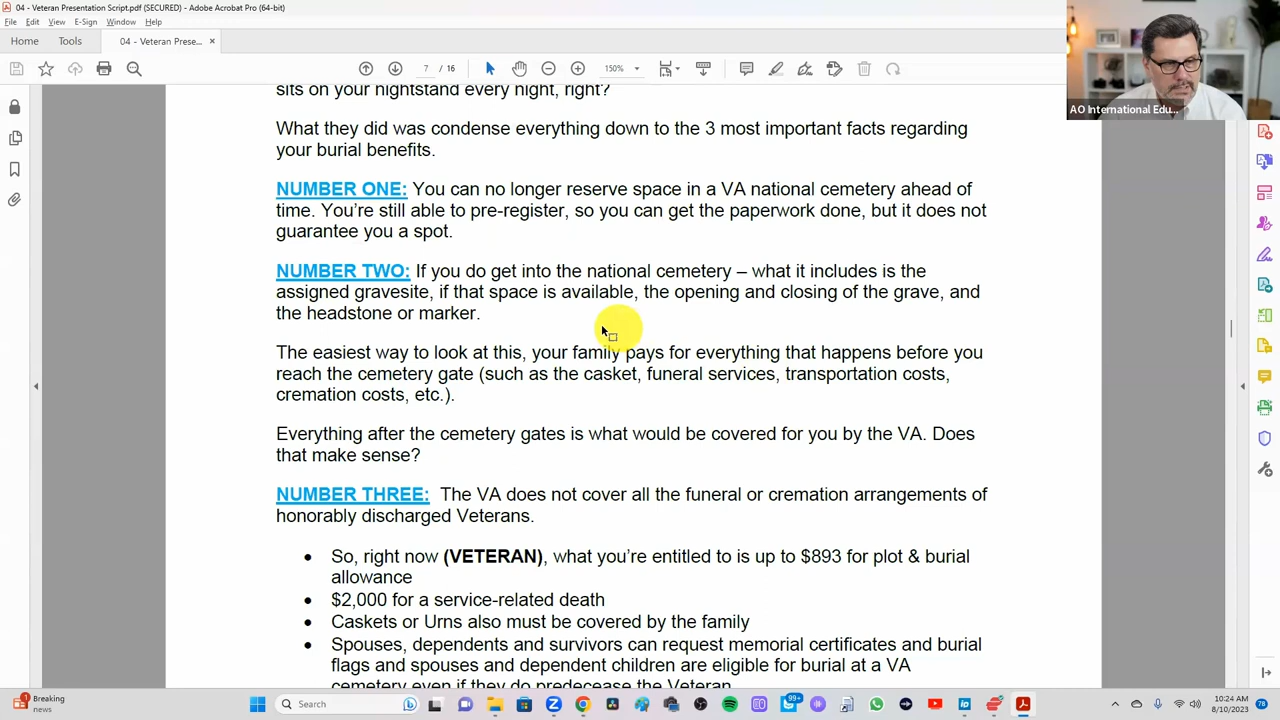 04 - Veteran Presentation Script.pdf (SECURED) - Adobe Acrobat Pro (64-bit)
File Edit View E-Sign Window Help
Home Tools 04 - Veteran Prese... ×
7 / 16 150%
AO International Edu...
sits on your nightstand every night, right?
What they did was condense everything down to the 3 most important facts regarding
your burial benefits.
NUMBER ONE: You can no longer reserve space in a VA national cemetery ahead of
time. You're still able to pre-register, so you can get the paperwork done, but it does not
guarantee you a spot.
NUMBER TWO: If you do get into the national cemetery – what it includes is the
assigned gravesite, if that space is available, the opening and closing of the grave, and
the headstone or marker.
The easiest way to look at this, your family pays for everything that happens before you
reach the cemetery gate (such as the casket, funeral services, transportation costs,
cremation costs, etc.).
Everything after the cemetery gates is what would be covered for you by the VA. Does
that make sense?
NUMBER THREE: The VA does not cover all the funeral or cremation arrangements of
honorably discharged Veterans.
• So, right now (VETERAN), what you're entitled to is up to $893 for plot & burial
allowance
• $2,000 for a service-related death
• Caskets or Urns also must be covered by the family
• Spouses, dependents and survivors can request memorial certificates and burial
flags and spouses and dependent children are eligible for burial at a VA
cemetery even if they do predecease the Veteran
Breaking
news
Search
99+
10:24 AM
8/10/2023
78